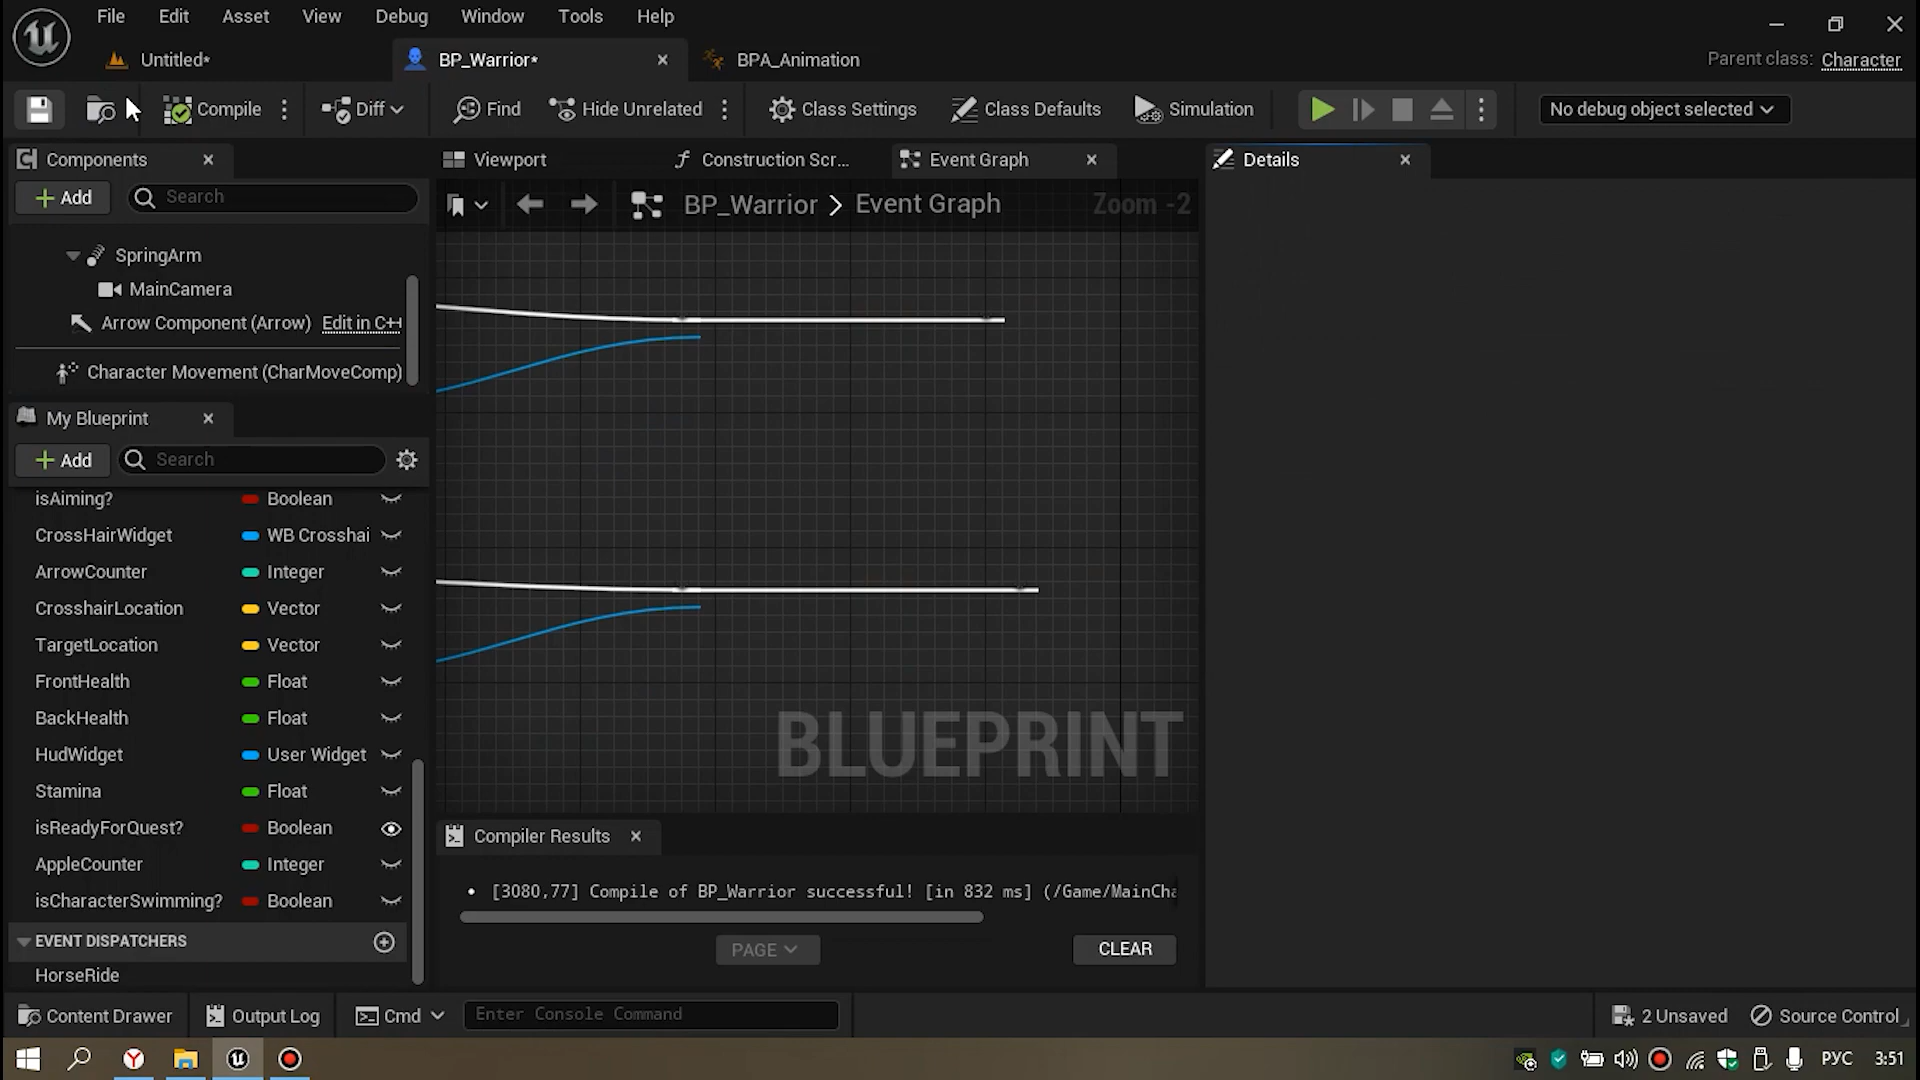 File Edit Asset View Debug Window Tools Help
Untitled*
BP_Warrior*
BPA_Animation
Parent class: Character
Compile
Diff
Find
Hide Unrelated
Class Settings
Class Defaults
Simulation
No debug object selected
Components
Add
Search
SpringArm
MainCamera
Arrow Component (Arrow) Edit in C++
Character Movement (CharMoveComp)
My Blueprint
Add
Search
isAiming? Boolean
CrossHairWidget WB Crosshai
ArrowCounter Integer
CrosshairLocation Vector
TargetLocation Vector
FrontHealth Float
BackHealth Float
HudWidget User Widget
Stamina Float
isReadyForQuest? Boolean
AppleCounter Integer
isCharacterSwimming? Boolean
EVENT DISPATCHERS
HorseRide
Viewport
Construction Scr...
Event Graph
BP_Warrior > Event Graph
Zoom -2
BLUEPRINT
Compiler Results
[3080,77] Compile of BP_Warrior successful! [in 832 ms] (/Game/MainCha
PAGE
CLEAR
Details
Content Drawer
Output Log
Cmd
Enter Console Command
2 Unsaved
Source Control
РУС
3:51